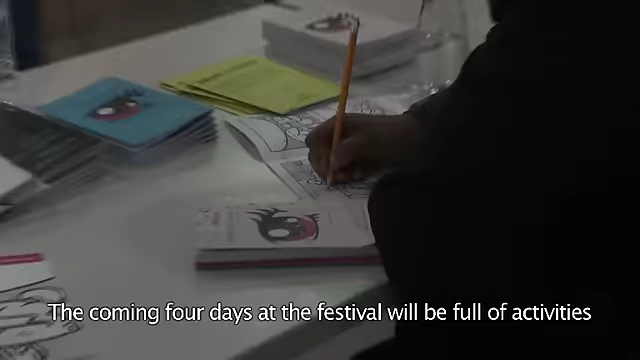 The coming four days at the festival will be full of activities